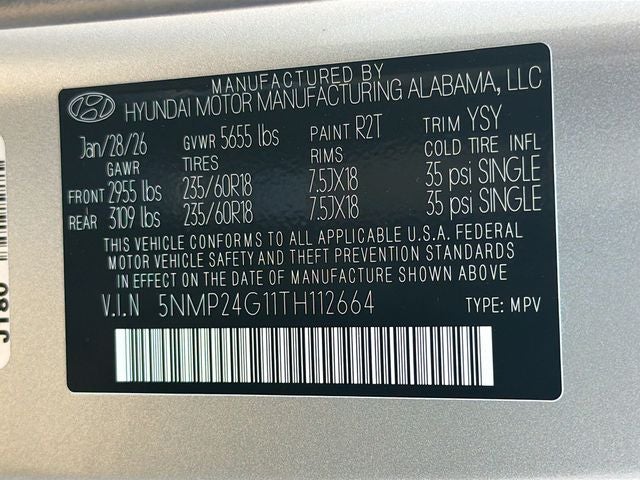 MANUFACTURED BY
HYUNDAI MOTOR MANUFACTURING ALABAMA, LLC
Jan/28/26 GVWR 5655 lbs PAINT R2T TRIM YSY
GAWR TIRES RIMS COLD TIRE INFL
FRONT 2955 lbs 235/60R18 7.5JX18 35 psi SINGLE
REAR 3109 lbs 235/60R18 7.5JX18 35 psi SINGLE
THIS VEHICLE CONFORMS TO ALL APPLICABLE U.S.A. FEDERAL
MOTOR VEHICLE SAFETY AND THEFT PREVENTION STANDARDS
IN EFFECT ON THE DATE OF MANUFACTURE SHOWN ABOVE
V.I.N 5NMP24G11TH112664 TYPE: MPV